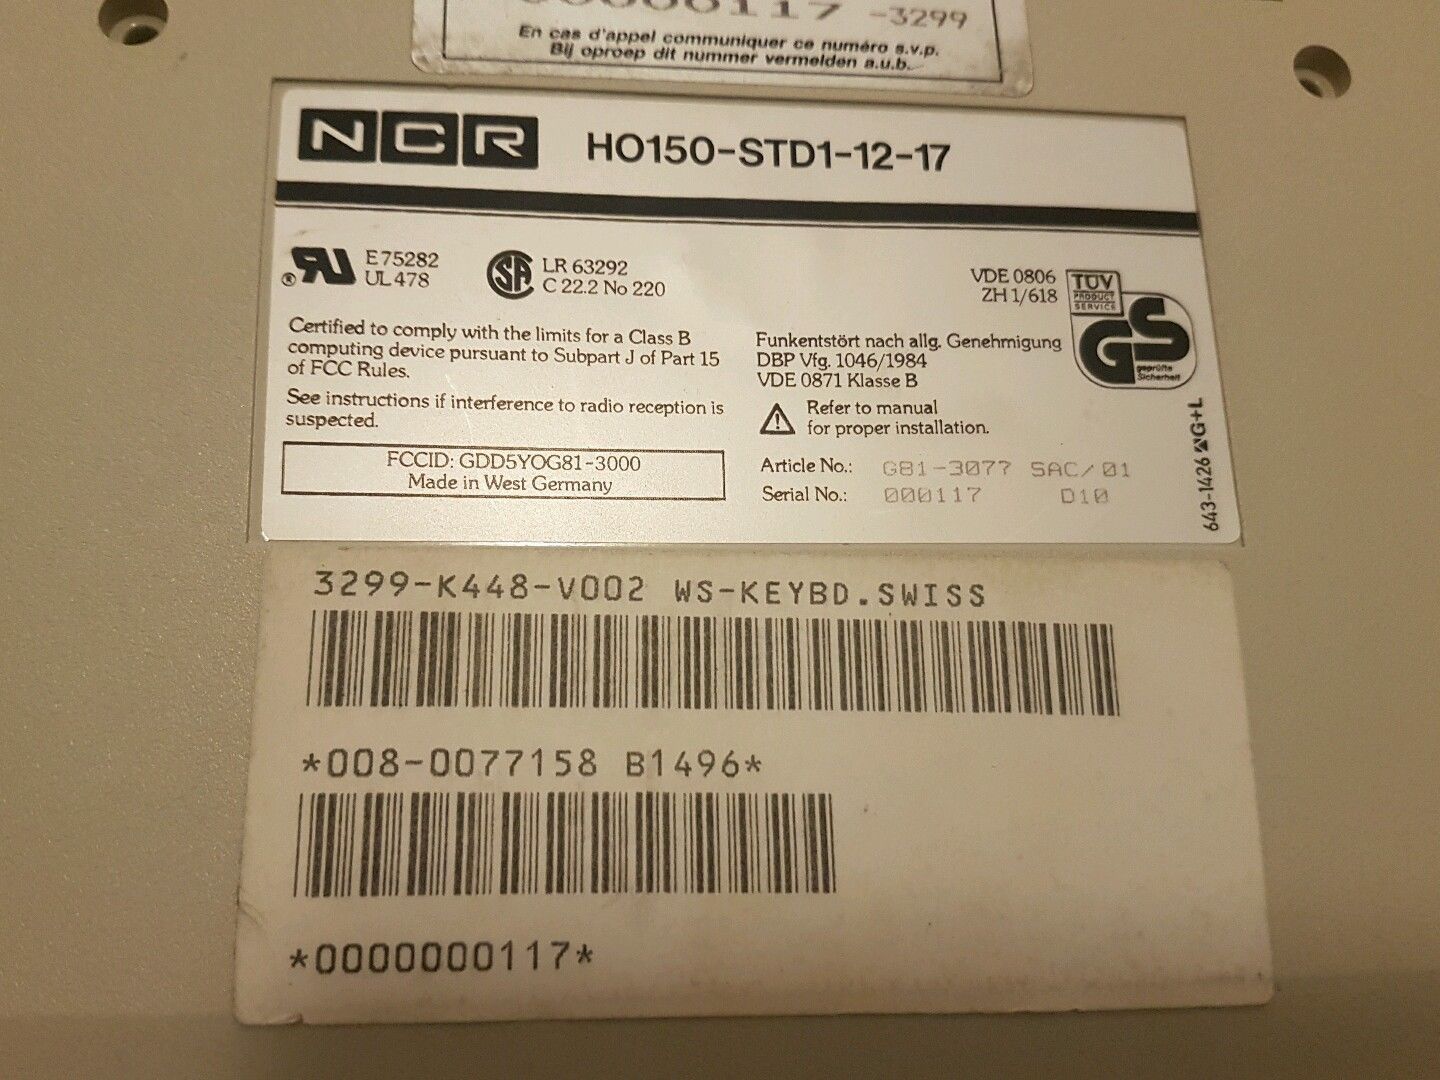 -3299
En cas d'appel communiquer ce numéro s.v.p.
Bij oproep dit nummer vermelden a.u.b.
NCR HO150-STD1-12-17
E75282
UL 478
SA LR 63292
C 22.2 No 220
VDE 0806
ZH 1/618
TÜV
PRODUCT
SERVICE
GS
geprüfte
Sicherheit
Certified to comply with the limits for a Class B
computing device pursuant to Subpart J of Part 15
of FCC Rules.
See instructions if interference to radio reception is
suspected.
FCCID: GDD5YOG81-3000
Made in West Germany
Funkentstört nach allg. Genehmigung
DBP Vfg. 1046/1984
VDE 0871 Klasse B
Refer to manual
for proper installation.
Article No.: G81-3077 SAC/01
Serial No.: 000117 D10
643-1426 G+L
3299-K448-V002 WS-KEYBD.SWISS
*008-0077158 B1496*
*0000000117*